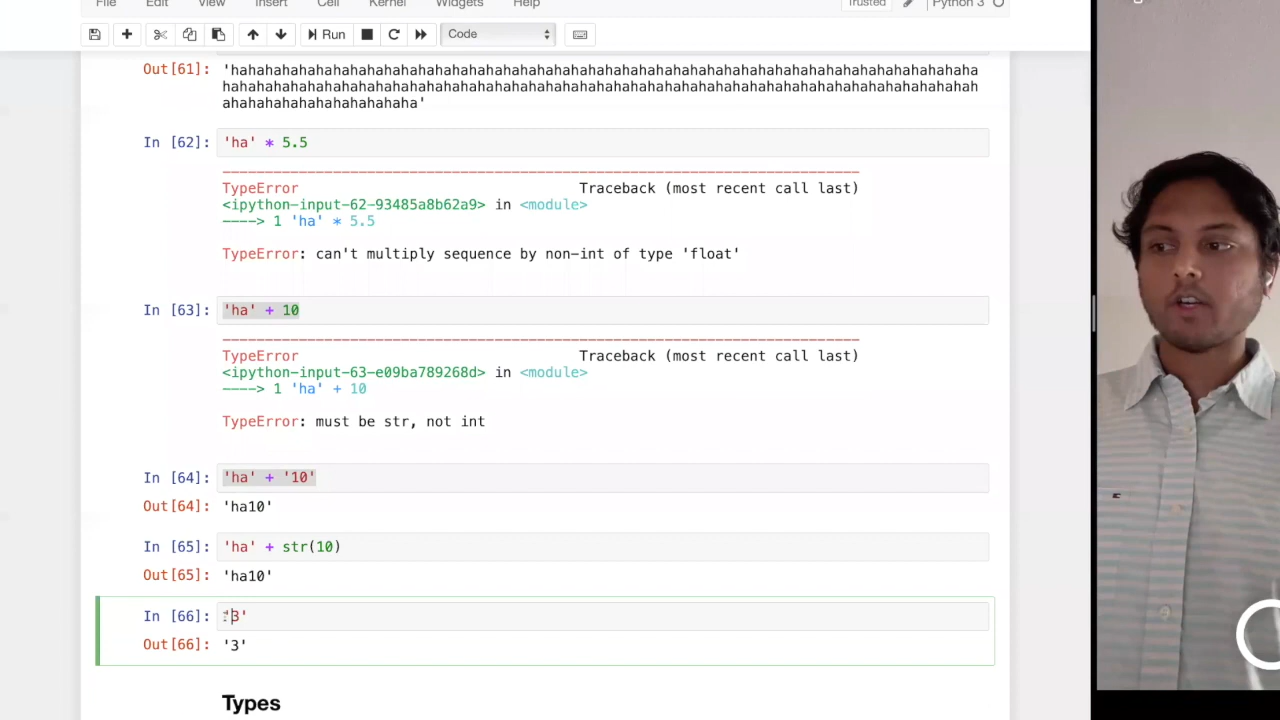 File Edit View Insert Cell Kernel Widgets Help Trusted Python 3
Run Code
Out[61]: 'hahahahahahahahahahahahahahahahahahahahahahahahahahahahahahahahahahahahahahahahahahahahaha
hahahahahahahahahahahahahahahahahahahahahahahahahahahahahahahahahahahahahahahahahahahahah
ahahahahahahahahahahaha'
In [62]: 'ha' * 5.5
TypeError Traceback (most recent call last)
<ipython-input-62-93485a8b62a9> in <module>
----> 1 'ha' * 5.5
TypeError: can't multiply sequence by non-int of type 'float'
In [63]: 'ha' + 10
TypeError Traceback (most recent call last)
<ipython-input-63-e09ba789268d> in <module>
----> 1 'ha' + 10
TypeError: must be str, not int
In [64]: 'ha' + '10'
Out[64]: 'ha10'
In [65]: 'ha' + str(10)
Out[65]: 'ha10'
In [66]: '3'
Out[66]: '3'
Types